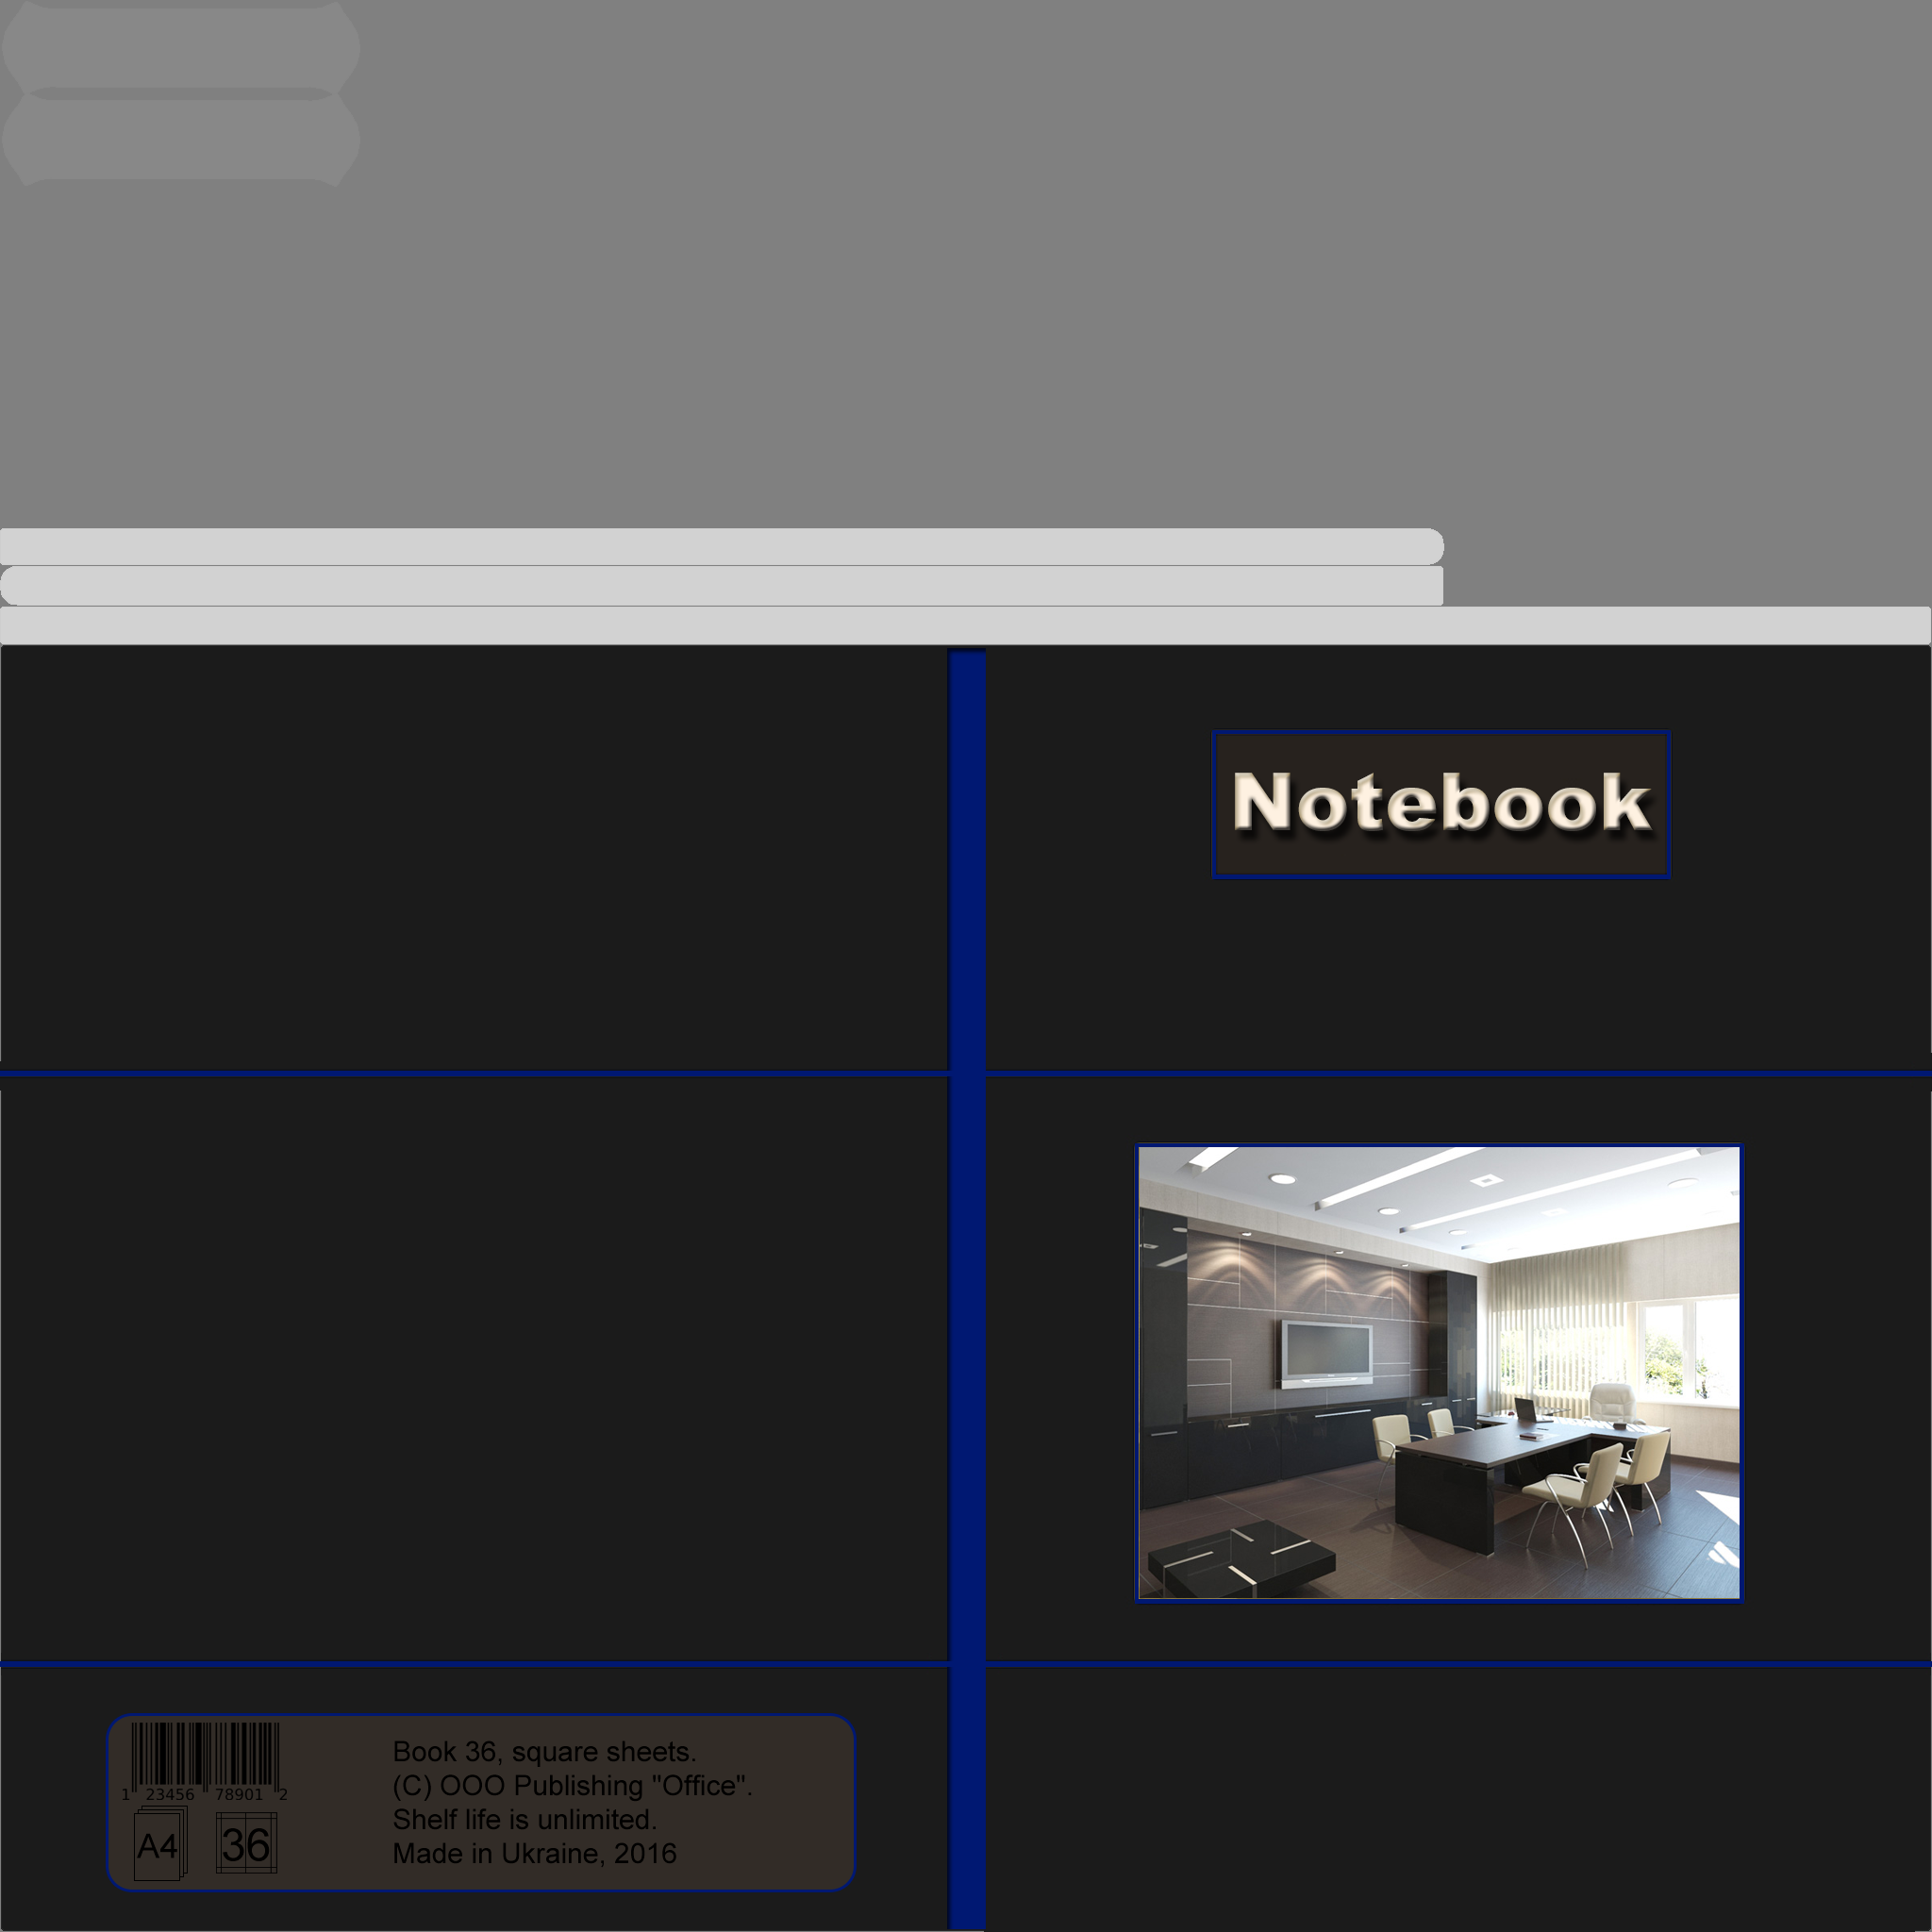 Notebook
1 23456 78901 2
A4
36
Book 36, square sheets.
(C) OOO Publishing "Office".
Shelf life is unlimited.
Made in Ukraine, 2016